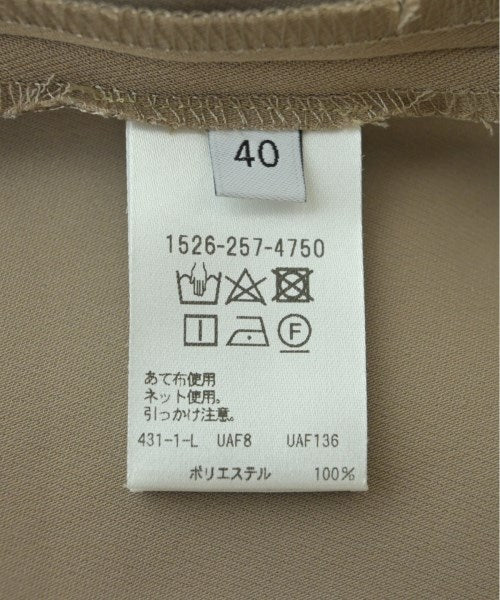 40
1526-257-4750
F
あて布使用
ネット使用。
引っかけ注意。
431-1-L UAF8 UAF136
ポリエステル 100%